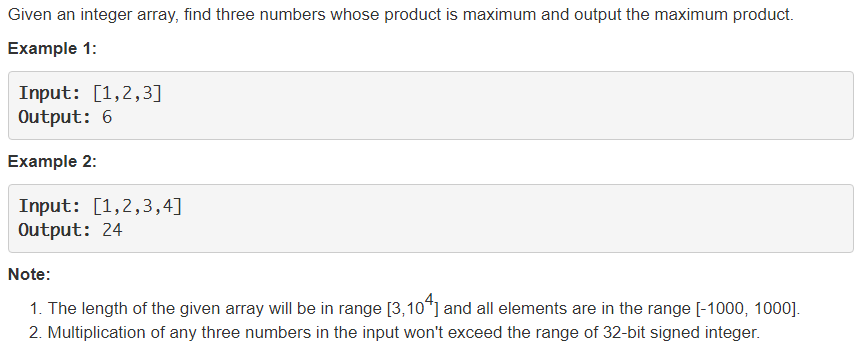 Given an integer array, find three numbers whose product is maximum and output the maximum product.
Example 1:
Input: [1,2,3]
Output: 6
Example 2:
Input: [1,2,3,4]
Output: 24
Note:
1. The length of the given array will be in range [3,10⁴] and all elements are in the range [-1000, 1000].
2. Multiplication of any three numbers in the input won't exceed the range of 32-bit signed integer.